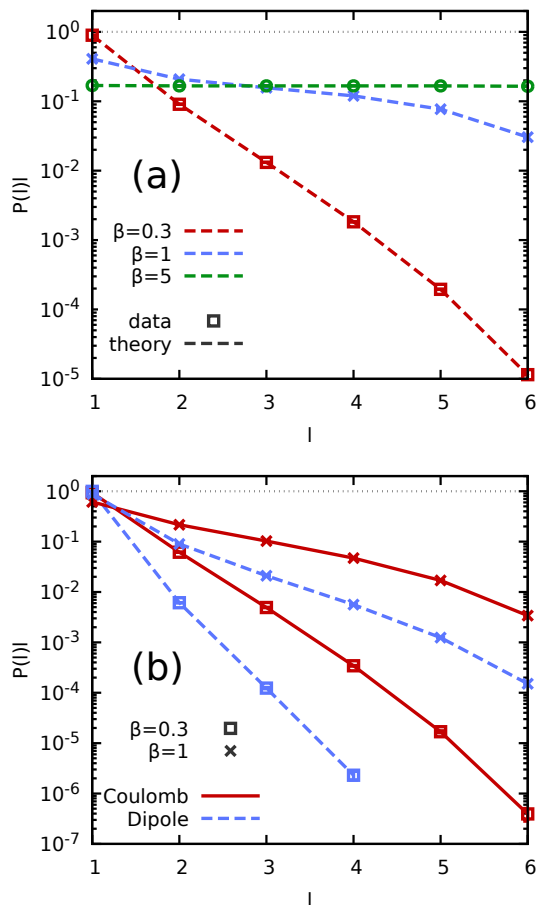 10^0
10^-1
10^-2
10^-3
10^-4
10^-5
P(l)l
(a)
β=0.3
β=1
β=5
data
theory
1 2 3 4 5 6
l
10^0
10^-1
10^-2
10^-3
10^-4
10^-5
10^-6
10^-7
P(l)l
(b)
β=0.3
β=1
Coulomb
Dipole
1 2 3 4 5 6
l